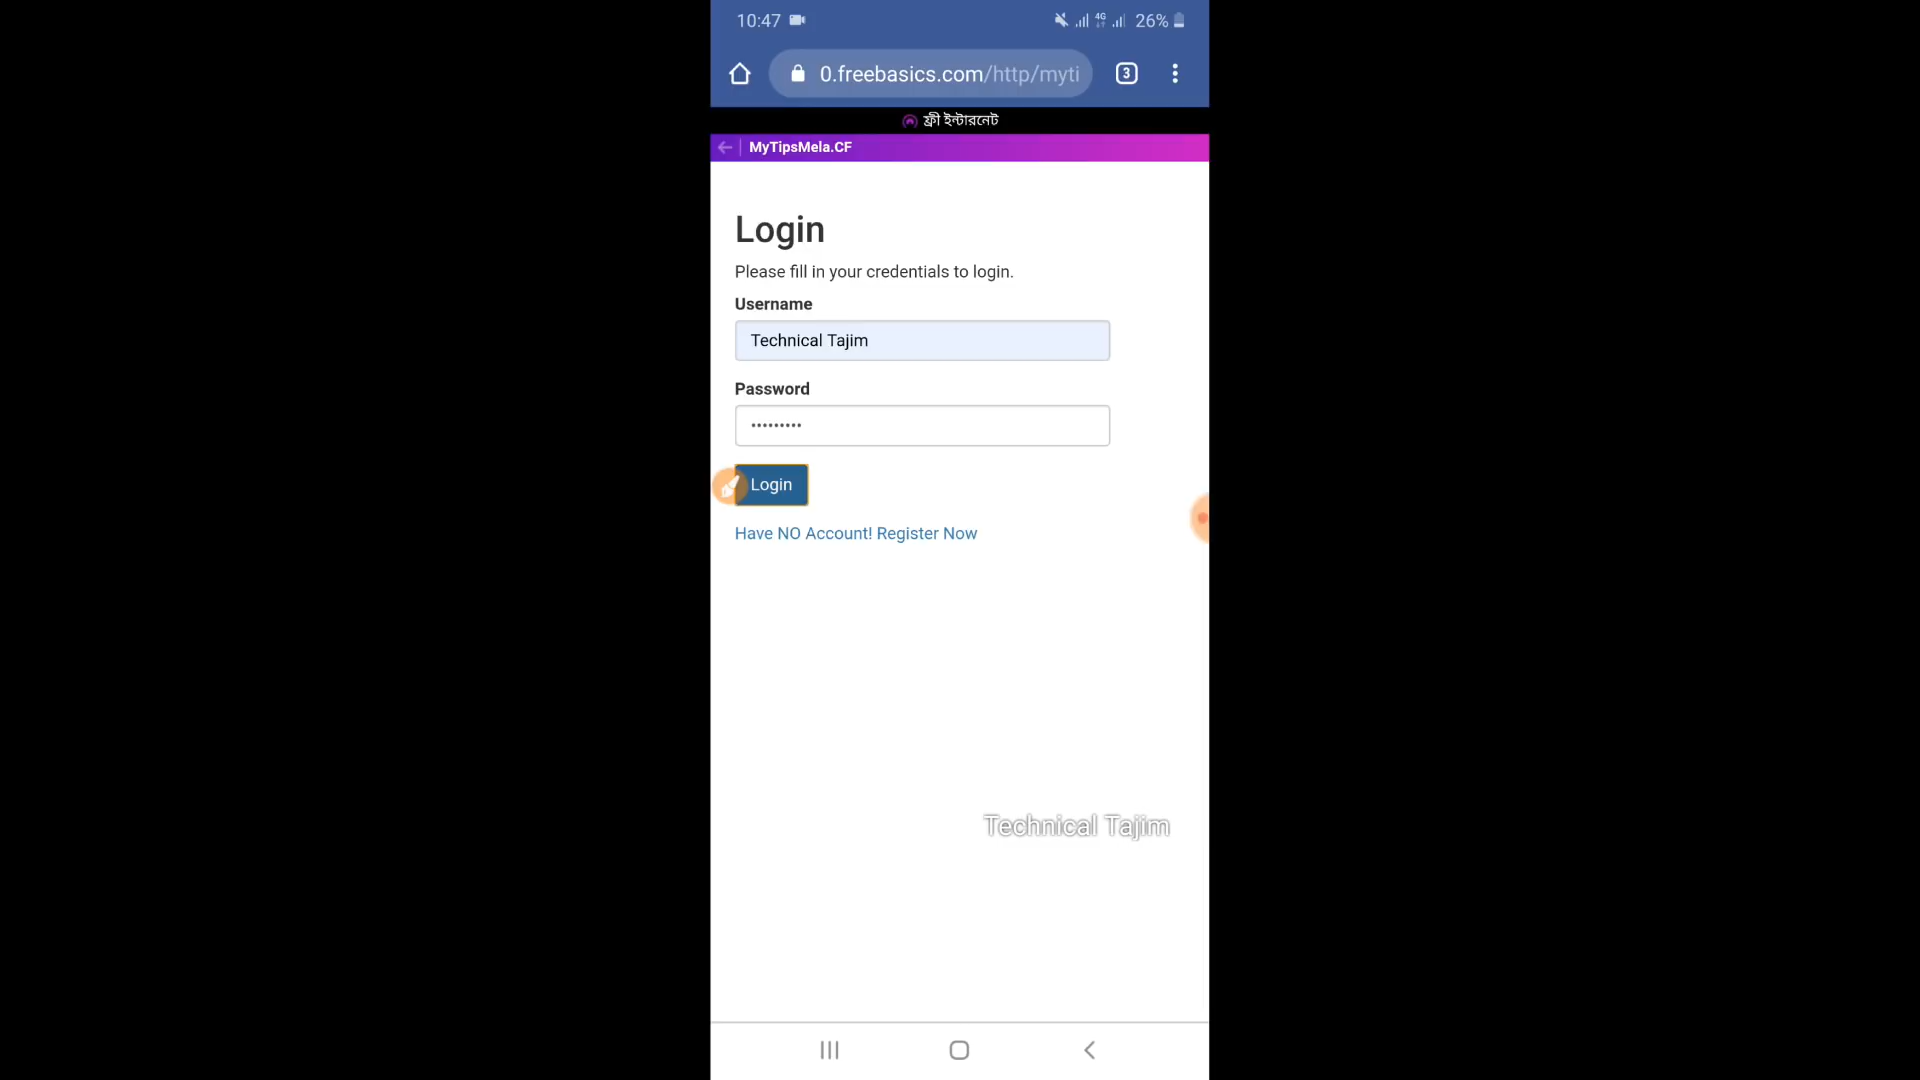 10:47 4G 26%
0.freebasics.com/http/myti 3
ফ্রী ইন্টারনেট
MyTipsMela.CF
Login
Please fill in your credentials to login.
Username
Technical Tajim
Password
•••••••••
Login
Have NO Account! Register Now
Technical Tajim